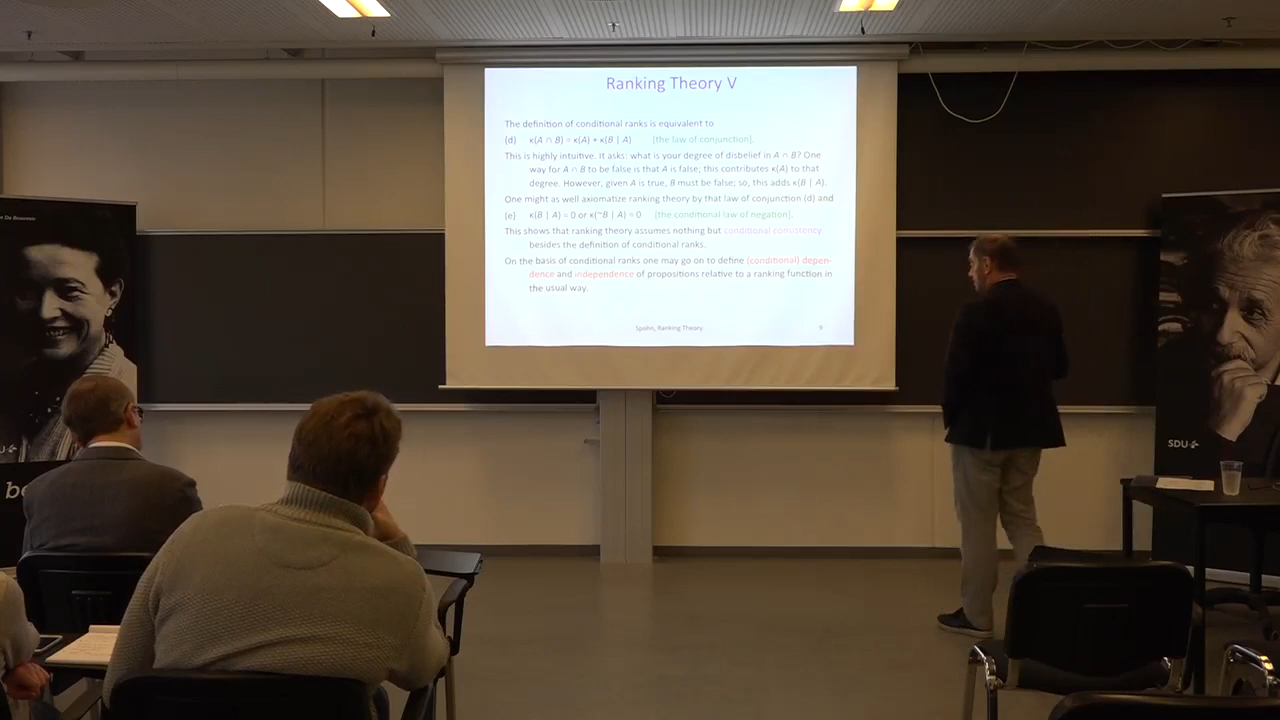 Ranking Theory V
The definition of conditional ranks is equivalent to
(d) κ(A ∩ B) = κ(A) + κ(B | A) [the law of conjunction].
This is highly intuitive. It asks: what is your degree of disbelief in A ∩ B? One
way for A ∩ B to be false is that A is false; this contributes κ(A) to that
degree. However, given A is true, B must be false; so, this adds κ(B | A).
One might as well axiomatize ranking theory by that law of conjunction (d) and
(e) κ(B | A) = 0 or κ(~B | A) = 0 [the conditional law of negation].
This shows that ranking theory assumes nothing but conditional consistency
besides the definition of conditional ranks.
On the basis of conditional ranks one may go on to define (conditional) depen-
dence and independence of propositions relative to a ranking function in
the usual way.
Spohn, Ranking Theory 9
De Beauvoir
be
SDU